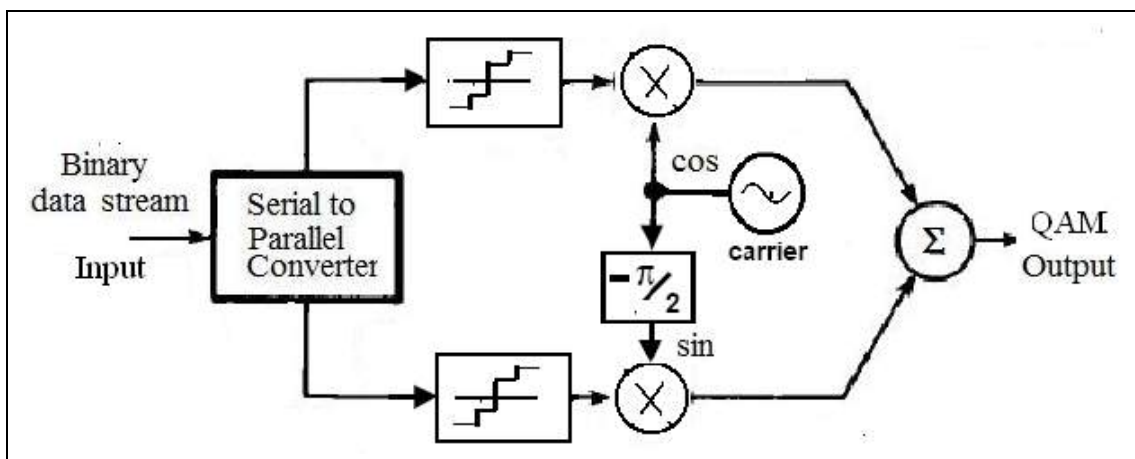 Binary
data stream
Input
Serial to
Parallel
Converter
X
cos
carrier
-π/2
sin
X
Σ
QAM
Output